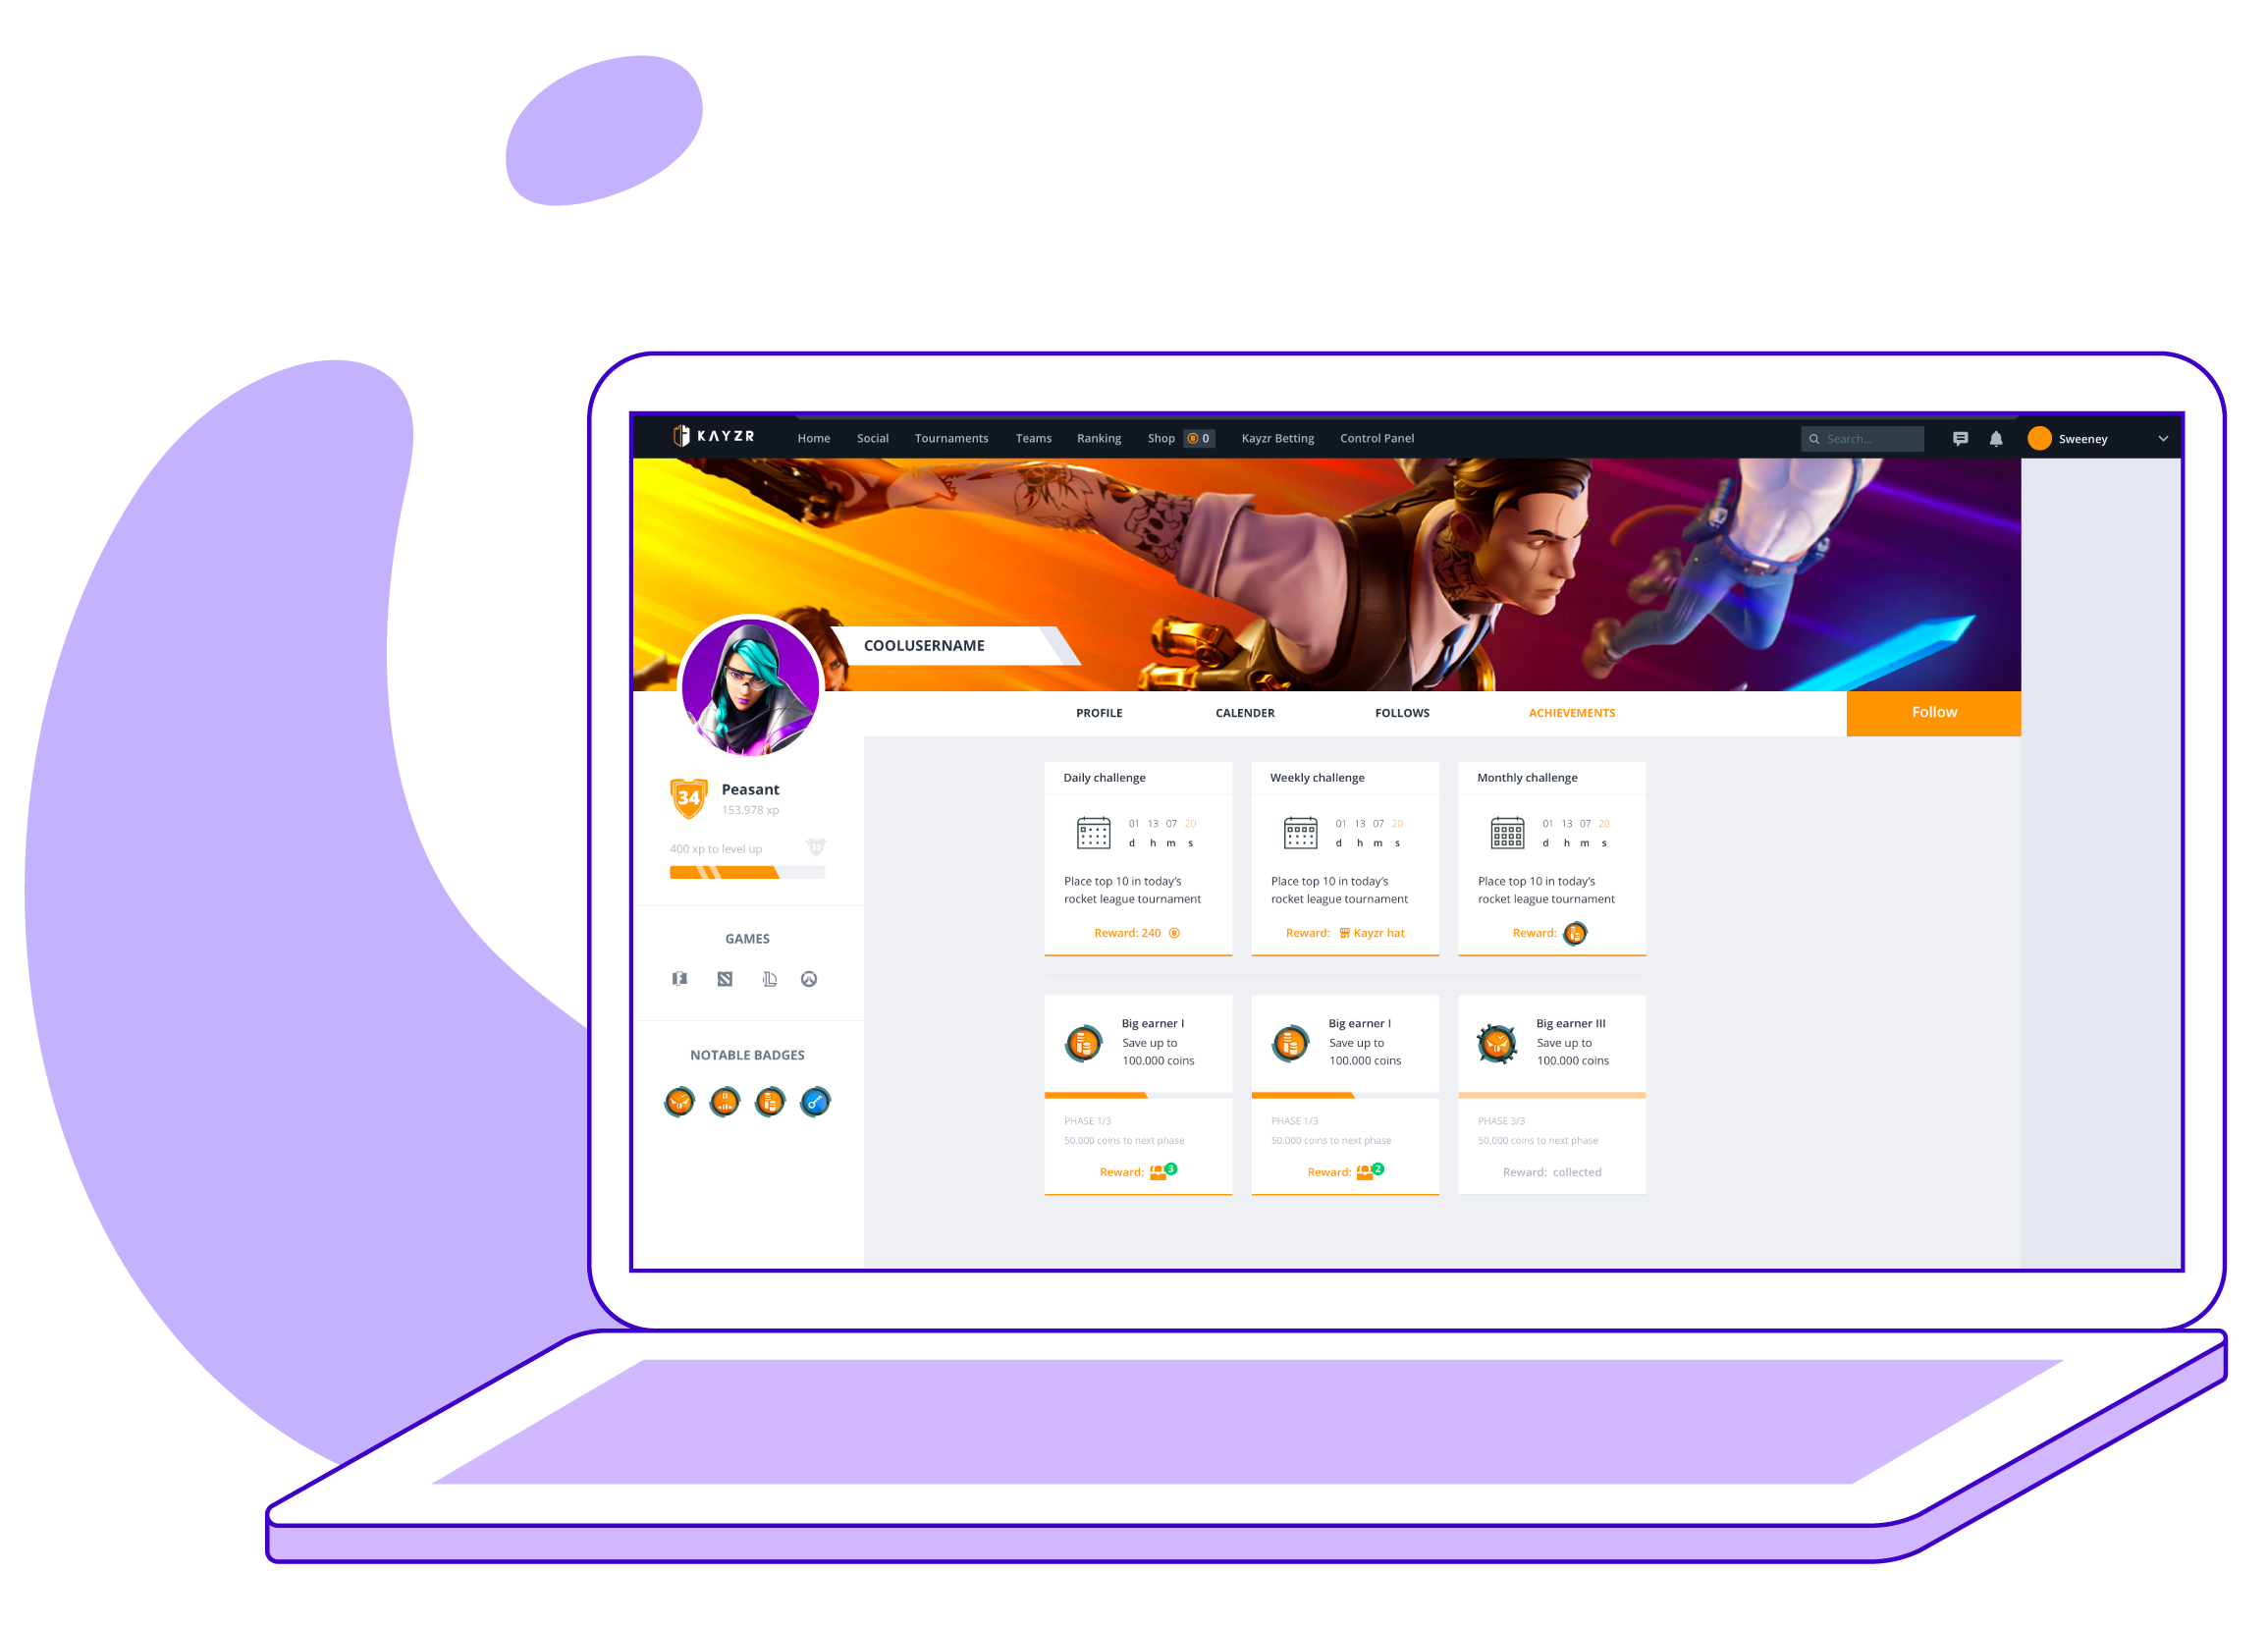 KAYZR Home Social Tournaments Teams Ranking Shop 0 Kayzr Betting Control Panel Search... Sweeney
COOLUSERNAME
PROFILE CALENDER FOLLOWS ACHIEVEMENTS Follow
34 Peasant
153.978 xp
400 xp to level up
GAMES
NOTABLE BADGES
Daily challenge
01 13 07 20
d h m s
Place top 10 in today’s
rocket league tournament
Reward: 240
Weekly challenge
01 13 07 20
d h m s
Place top 10 in today’s
rocket league tournament
Reward: Kayzr hat
Monthly challenge
01 13 07 20
d h m s
Place top 10 in today’s
rocket league tournament
Reward:
Big earner I
Save up to
100.000 coins
PHASE 1/3
50.000 coins to next phase
Reward: 3
Big earner I
Save up to
100.000 coins
PHASE 1/3
50.000 coins to next phase
Reward: 2
Big earner III
Save up to
100.000 coins
PHASE 3/3
50.000 coins to next phase
Reward: collected